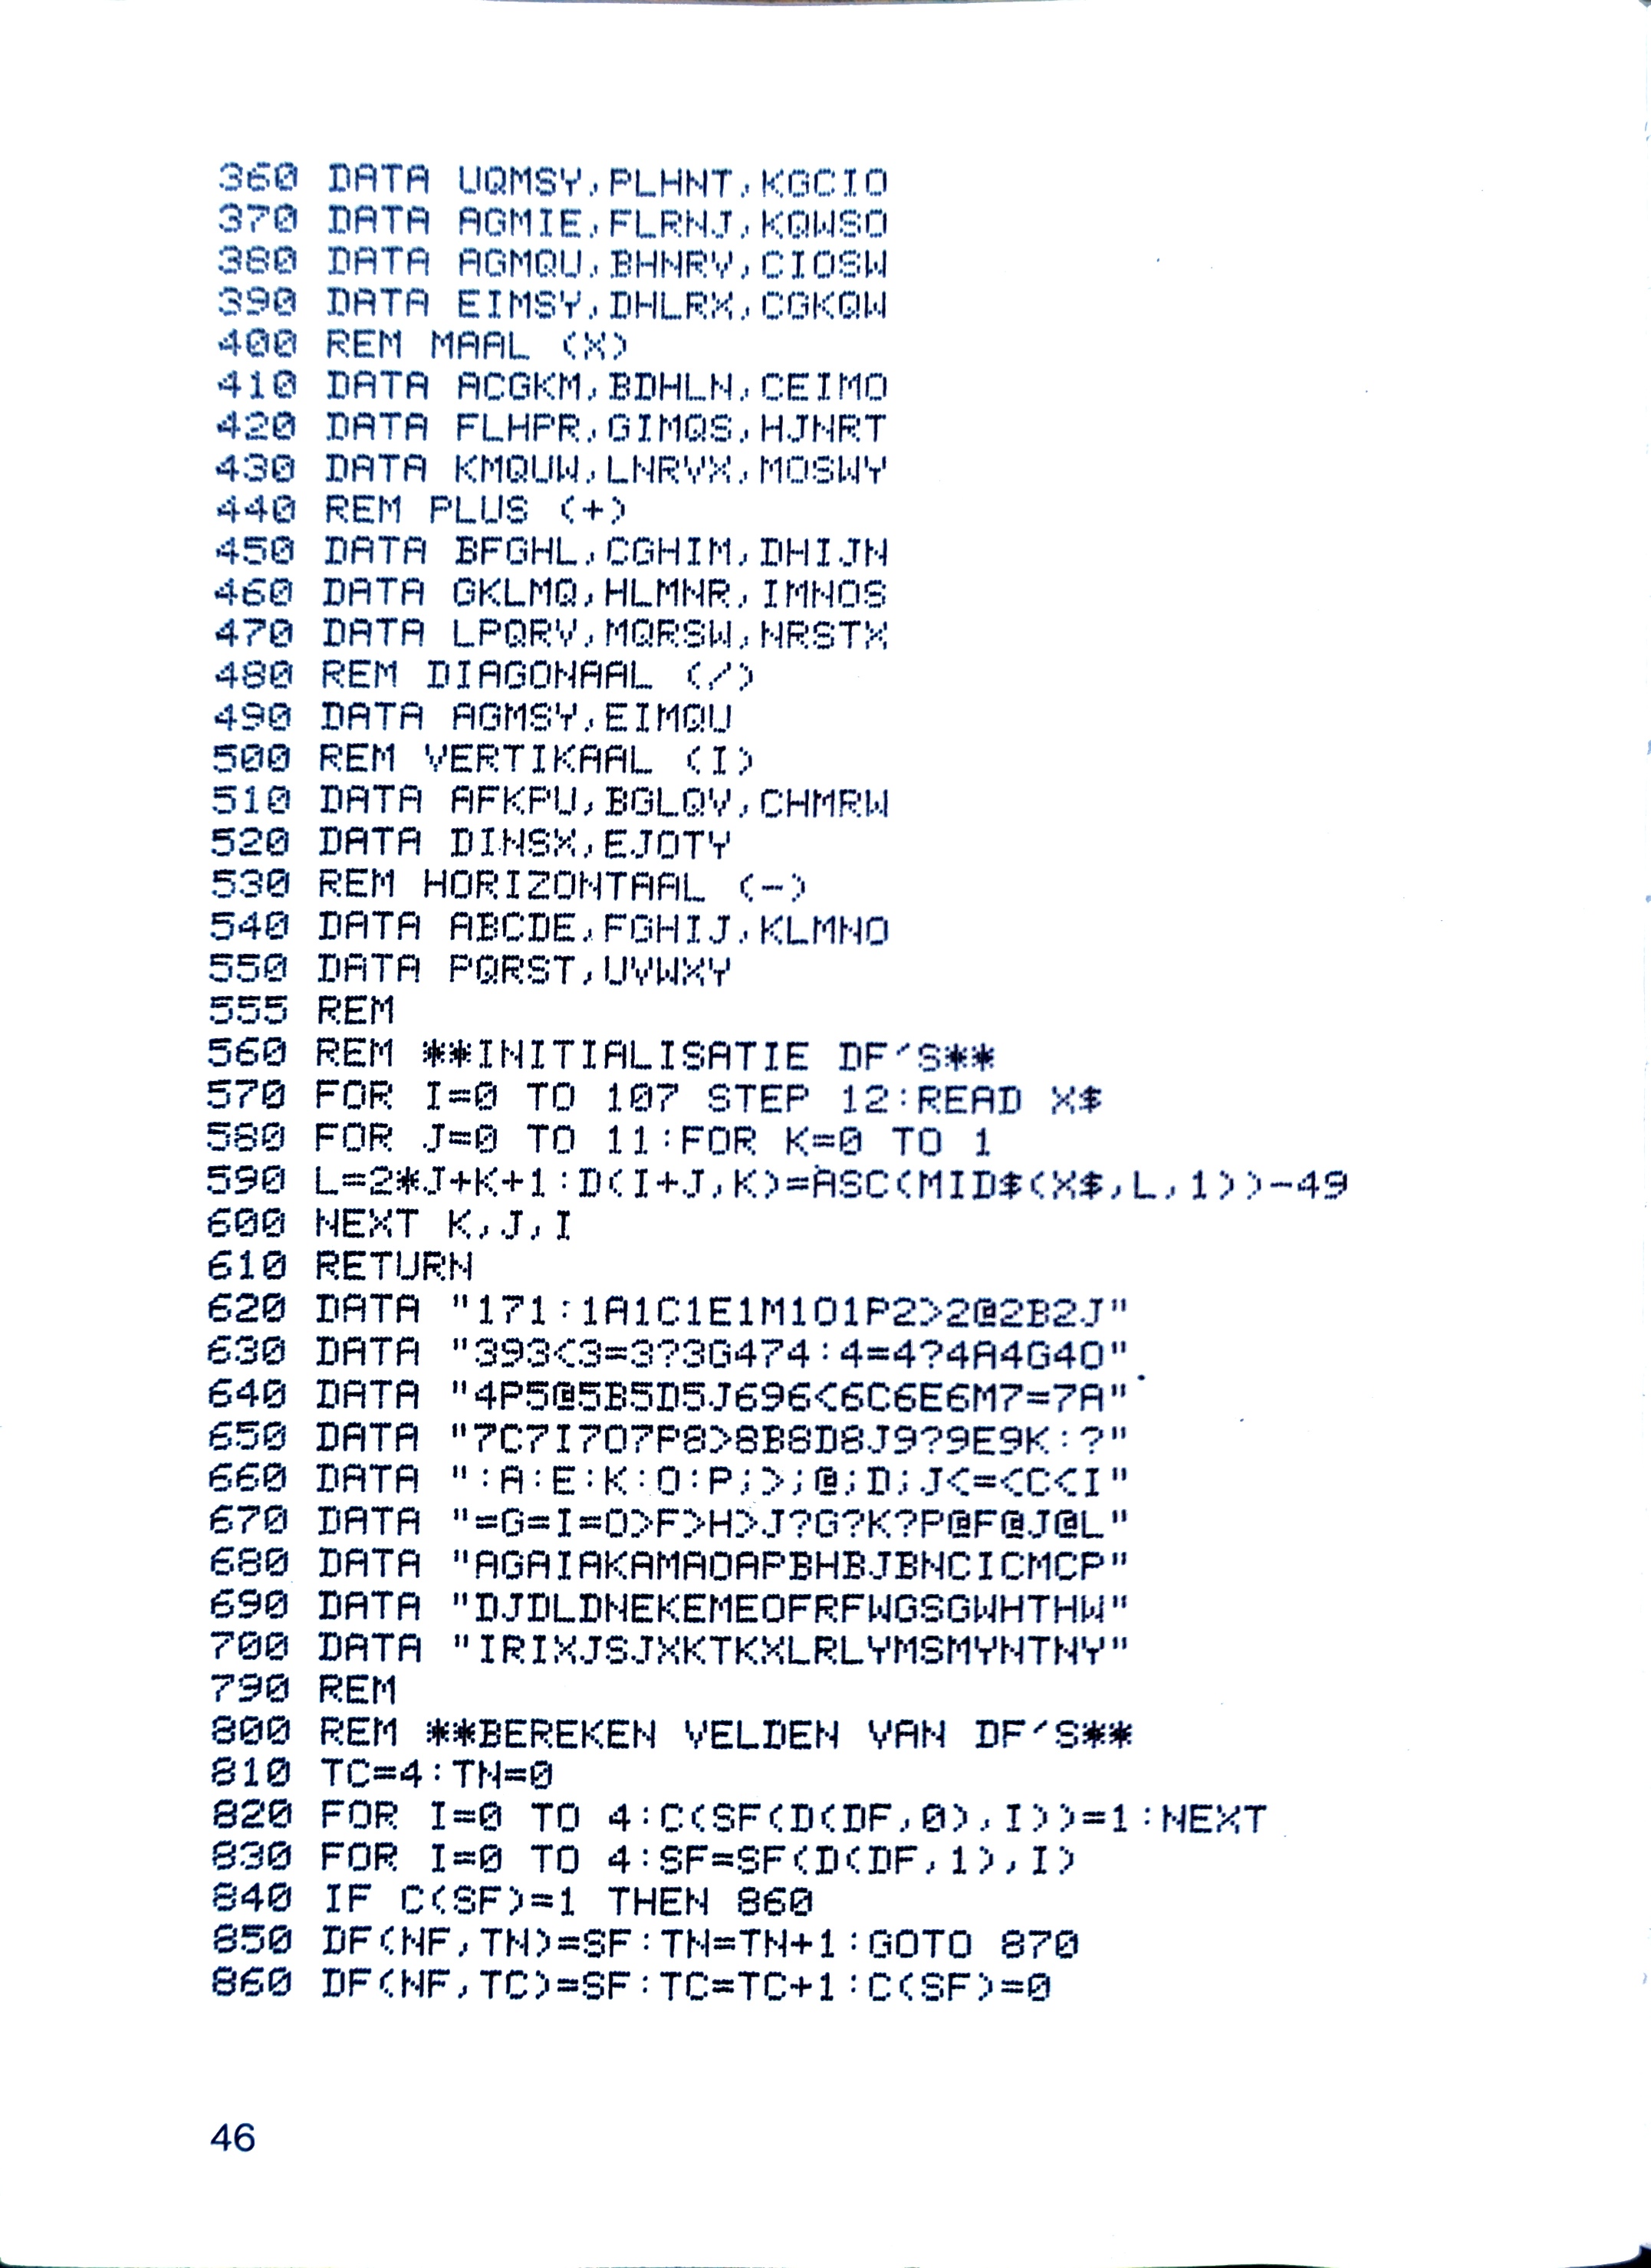 360 DATA UQMSY,PLHNT,KGCIO
370 DATA AGMIE,FLRNJ,KQWSO
380 DATA AGMQU,BHNRV,CIOSW
390 DATA EIMSY,DHLRX,CGKQW
400 REM MAAL (X)
410 DATA ACGKM,BDHLN,CEIMO
420 DATA FLHPR,GIMQS,HJNRT
430 DATA KMQUW,LNRVX,MOSWY
440 REM PLUS (+)
450 DATA BFGHL,CGHIM,DHIJN
460 DATA GKLMQ,HLMNR,IMNOS
470 DATA LPQRV,MQRSW,NRSTX
480 REM DIAGONAAL (/)
490 DATA AGMSY,EIMQU
500 REM VERTIKAAL (I)
510 DATA AFKPU,BGLQV,CHMRW
520 DATA DINSX,EJOTY
530 REM HORIZONTAAL (-)
540 DATA ABCDE,FGHIJ,KLMNO
550 DATA PQRST,UVWXY
555 REM
560 REM **INITIALISATIE DF'S**
570 FOR I=0 TO 107 STEP 12:READ X$
580 FOR J=0 TO 11:FOR K=0 TO 1
590 L=2*J+K+1:D(I+J,K)=ASC(MID$(X$,L,1))-49
600 NEXT K,J,I
610 RETURN
620 DATA "171:1A1C1E1M1O1P2>2@2B2J"
630 DATA "393<3=3?3G474:4=4?4A4G4O"
640 DATA "4P5@5B5D5J696<6C6E6M7=7A"
650 DATA "7C7I7O7P8>8B8D8J9?9E9K:?"
660 DATA ":A:E:K:O:P;>;@;D;J<=<C<I"
670 DATA "=G=I=O>F>H>J?G?K?P@F@J@L"
680 DATA "AGAIAKAMAOAPBHBJBNCICMCP"
690 DATA "DJDLDNEKEMEOFRFWGSGWHTHW"
700 DATA "IRIXJSJXKTKXLRLYMSMYNTNY"
790 REM
800 REM **BEREKEN VELDEN VAN DF'S**
810 TC=4:TN=0
820 FOR I=0 TO 4:C(SF(D(DF,0),I))=1:NEXT
830 FOR I=0 TO 4:SF=SF(D(DF,1),I)
840 IF C(SF)=1 THEN 860
850 DF(NF,TN)=SF:TN=TN+1:GOTO 870
860 DF(NF,TC)=SF:TC=TC+1:C(SF)=0
46